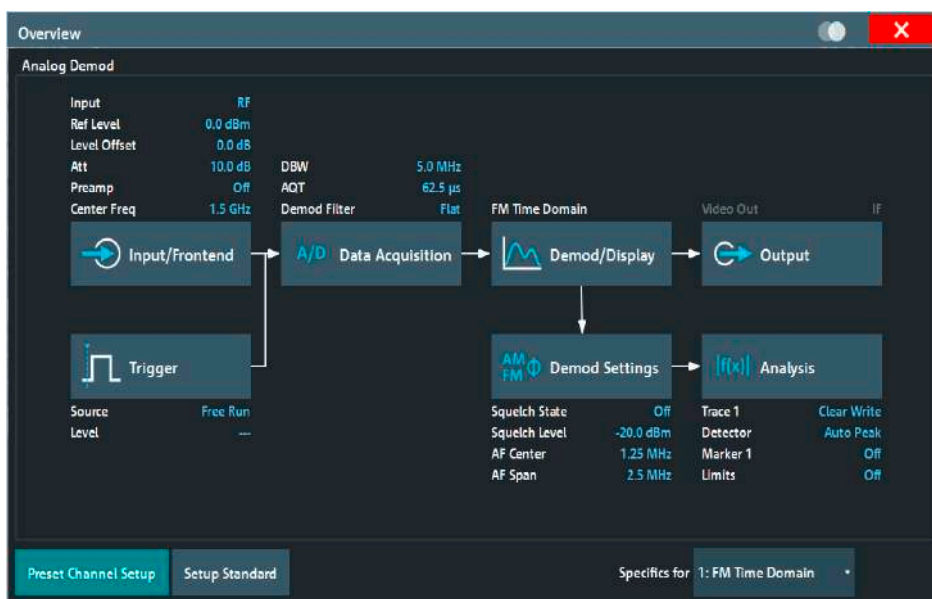 Overview
Analog Demod
Input RF
Ref Level 0.0 dBm
Level Offset 0.0 dB
Att 10.0 dB
Preamp Off
Center Freq 1.5 GHz
DBW 5.0 MHz
AQT 62.5 µs
Demod Filter Flat
FM Time Domain
Video Out IF
Input/Frontend
A/D Data Acquisition
Demod/Display
Output
Trigger
AM FM Φ Demod Settings
|f(x)| Analysis
Source Free Run
Level ---
Squelch State Off
Squelch Level -20.0 dBm
AF Center 1.25 MHz
AF Span 2.5 MHz
Trace 1 Clear Write
Detector Auto Peak
Marker 1 Off
Limits Off
Preset Channel Setup
Setup Standard
Specifics for 1: FM Time Domain